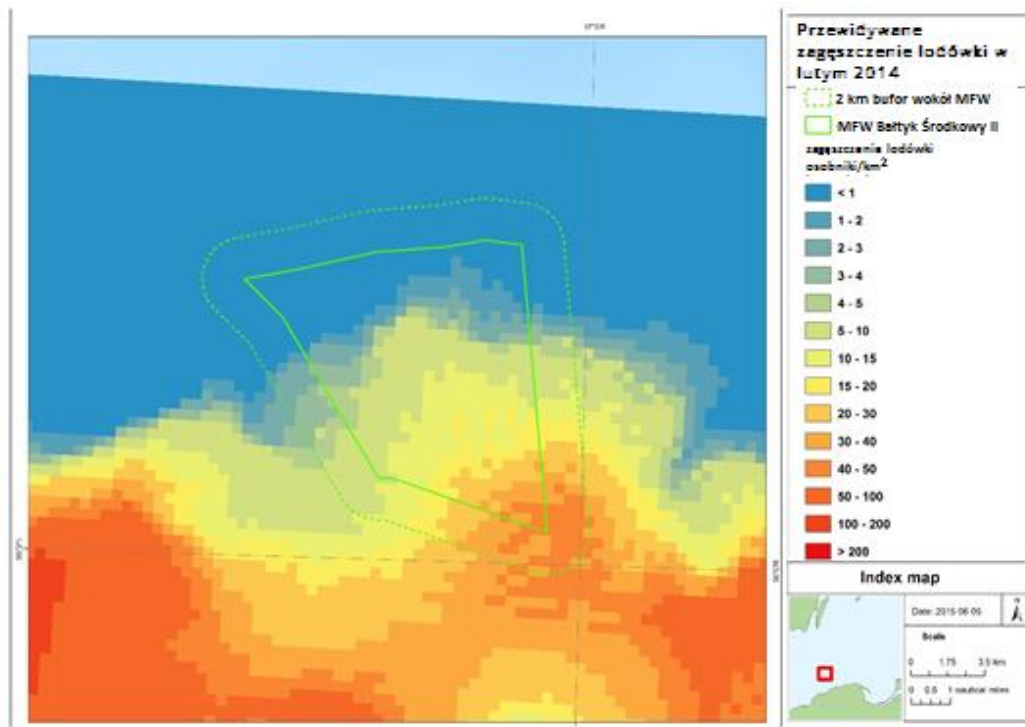 Przewidywane
zagęszczenie lodówki w
lutym 2014
2 km bufor wokół MFW
MFW Bałtyk Środkowy II
zagęszczenie lodówki
osobniki/km²
< 1
1 - 2
2 - 3
3 - 4
4 - 5
5 - 10
10 - 15
15 - 20
20 - 30
30 - 40
40 - 50
50 - 100
100 - 200
> 200
Index map
Date: 2015-06-05
N
Scale
0 1.75 3.5 km
0 0.5 1 nautical miles